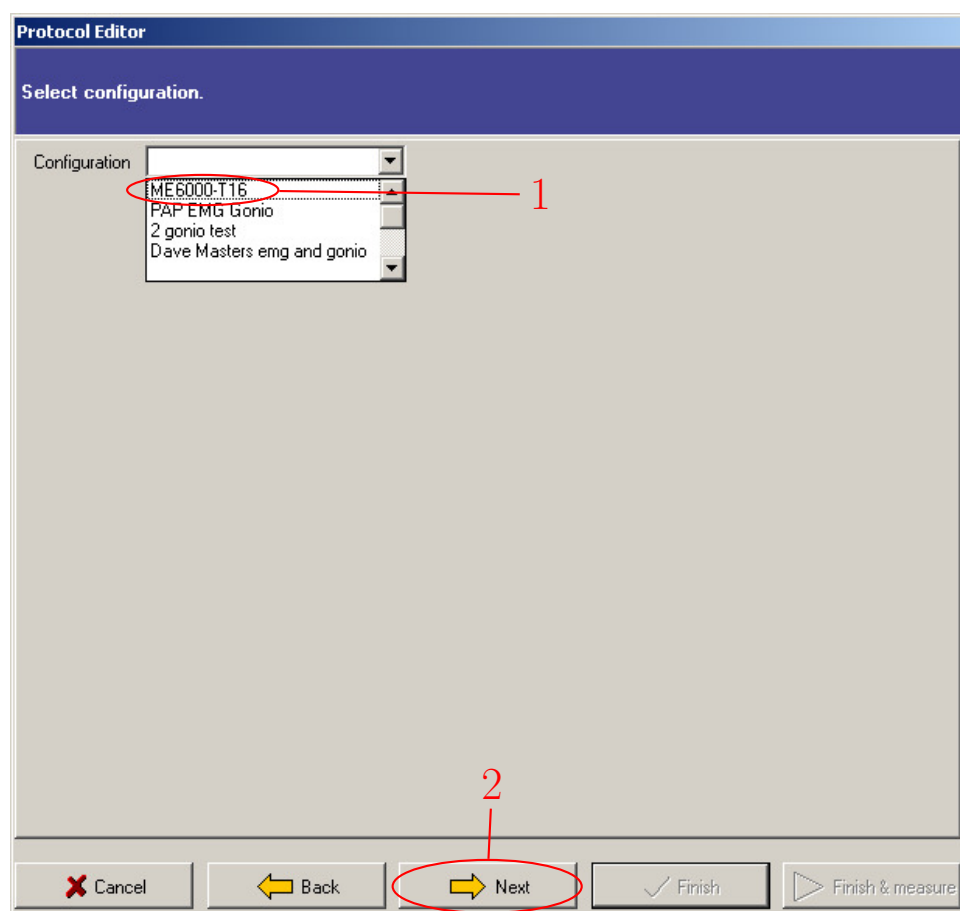 Protocol Editor
Select configuration.
Configuration
ME6000-T16
1
PAP EMG Gonio
2 gonio test
Dave Masters emg and gonio
2
Cancel
Back
Next
Finish
Finish & measure